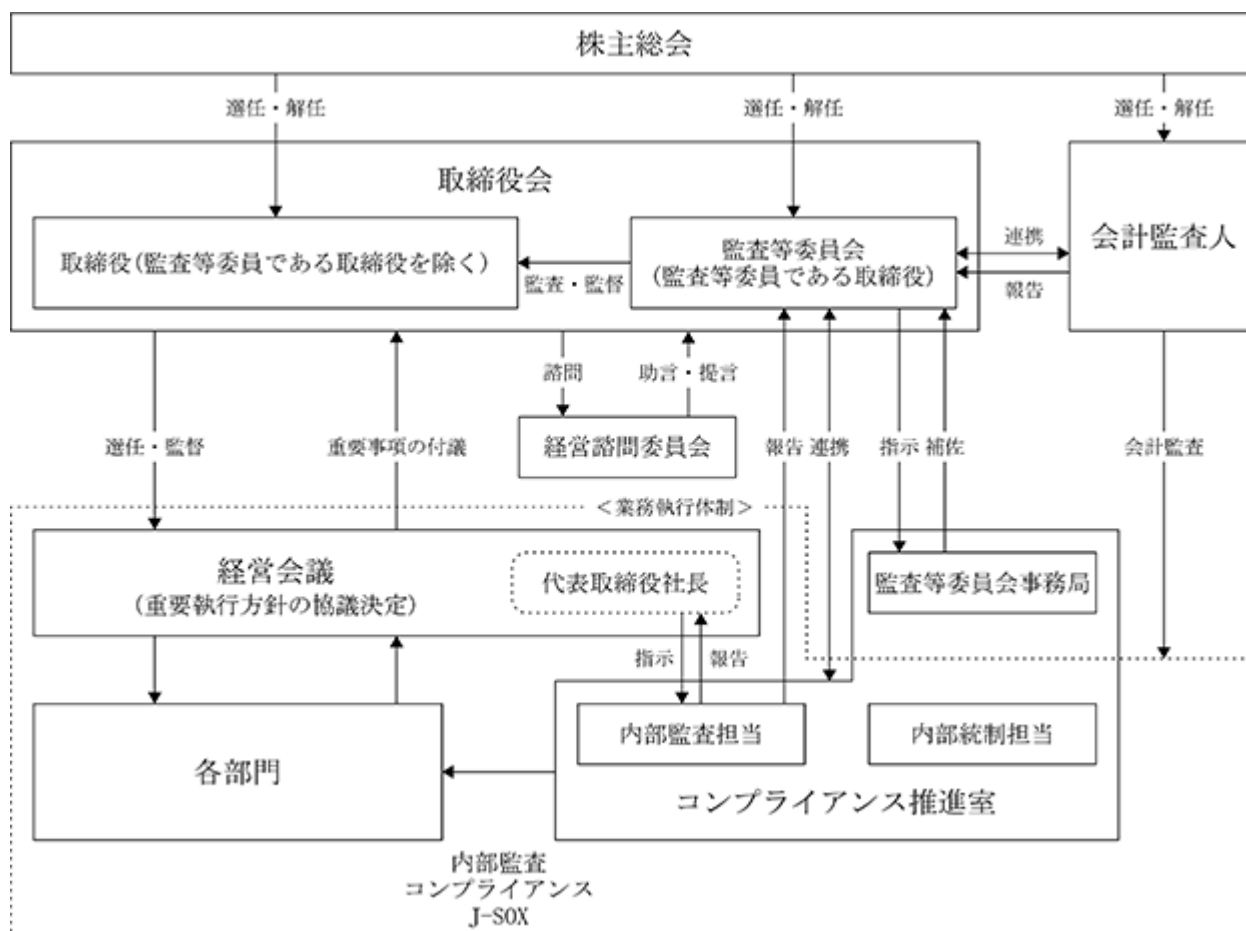 株主総会
選任・解任
選任・解任
選任・解任
取締役会
取締役(監査等委員である取締役を除く)
監査・監督
監査等委員会
(監査等委員である取締役)
連携
報告
会計監査人
選任・監督
重要事項の付議
諮問
助言・提言
経営諮問委員会
報告
連携
指示
補佐
会計監査
<業務執行体制>
経営会議
(重要執行方針の協議決定)
代表取締役社長
監査等委員会事務局
指示
報告
各部門
内部監査担当
内部統制担当
コンプライアンス推進室
内部監査
コンプライアンス
J-SOX